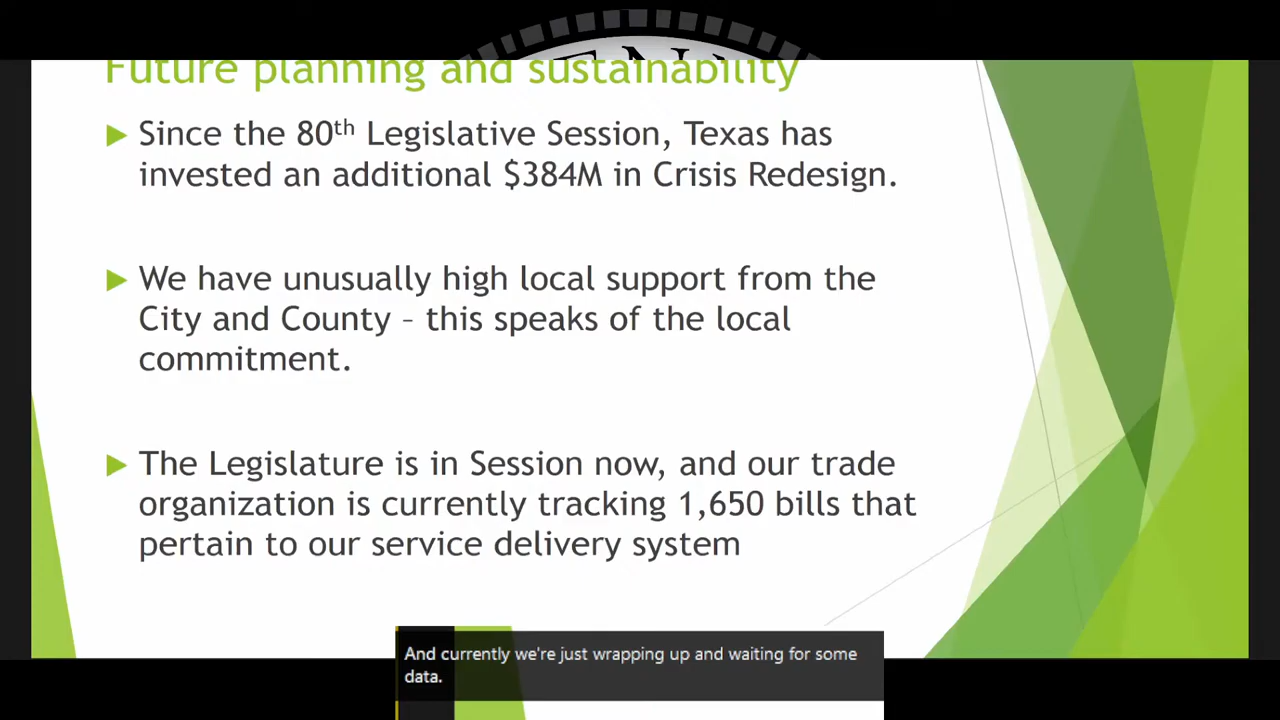 Future planning and sustainability
Since the 80th Legislative Session, Texas has
invested an additional $384M in Crisis Redesign.
We have unusually high local support from the
City and County – this speaks of the local
commitment.
The Legislature is in Session now, and our trade
organization is currently tracking 1,650 bills that
pertain to our service delivery system
And currently we're just wrapping up and waiting for some
data.